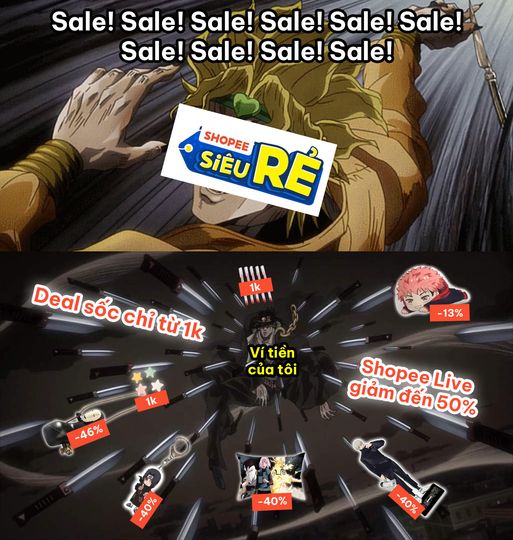 Sale! Sale! Sale! Sale! Sale! Sale!
Sale! Sale! Sale! Sale!
SHOPEE
SIÊU RẺ
1k
Deal sốc chỉ từ 1k
-13%
Ví tiền
của tôi
Shopee Live
giảm đến 50%
1k
-46%
-40%
-40%
-40%